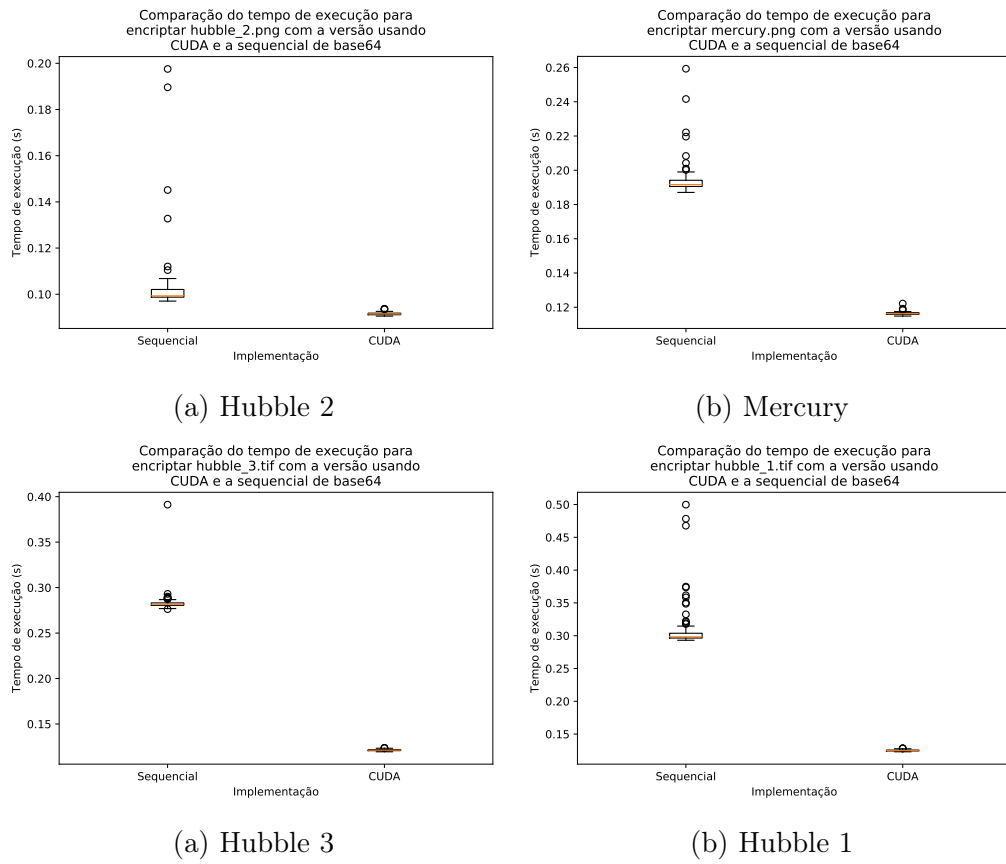 Comparação do tempo de execução para
encriptar hubble_2.png com a versão usando
CUDA e a sequencial de base64
0.20
0.18
0.16
0.14
0.12
0.10
Tempo de execução (s)
Sequencial
CUDA
Implementação
(a) Hubble 2
Comparação do tempo de execução para
encriptar mercury.png com a versão usando
CUDA e a sequencial de base64
0.26
0.24
0.22
0.20
0.18
0.16
0.14
0.12
Tempo de execução (s)
Sequencial
CUDA
Implementação
(b) Mercury
Comparação do tempo de execução para
encriptar hubble_3.tif com a versão usando
CUDA e a sequencial de base64
0.40
0.35
0.30
0.25
0.20
0.15
Tempo de execução (s)
Sequencial
CUDA
Implementação
(a) Hubble 3
Comparação do tempo de execução para
encriptar hubble_1.tif com a versão usando
CUDA e a sequencial de base64
0.50
0.45
0.40
0.35
0.30
0.25
0.20
0.15
Tempo de execução (s)
Sequencial
CUDA
Implementação
(b) Hubble 1